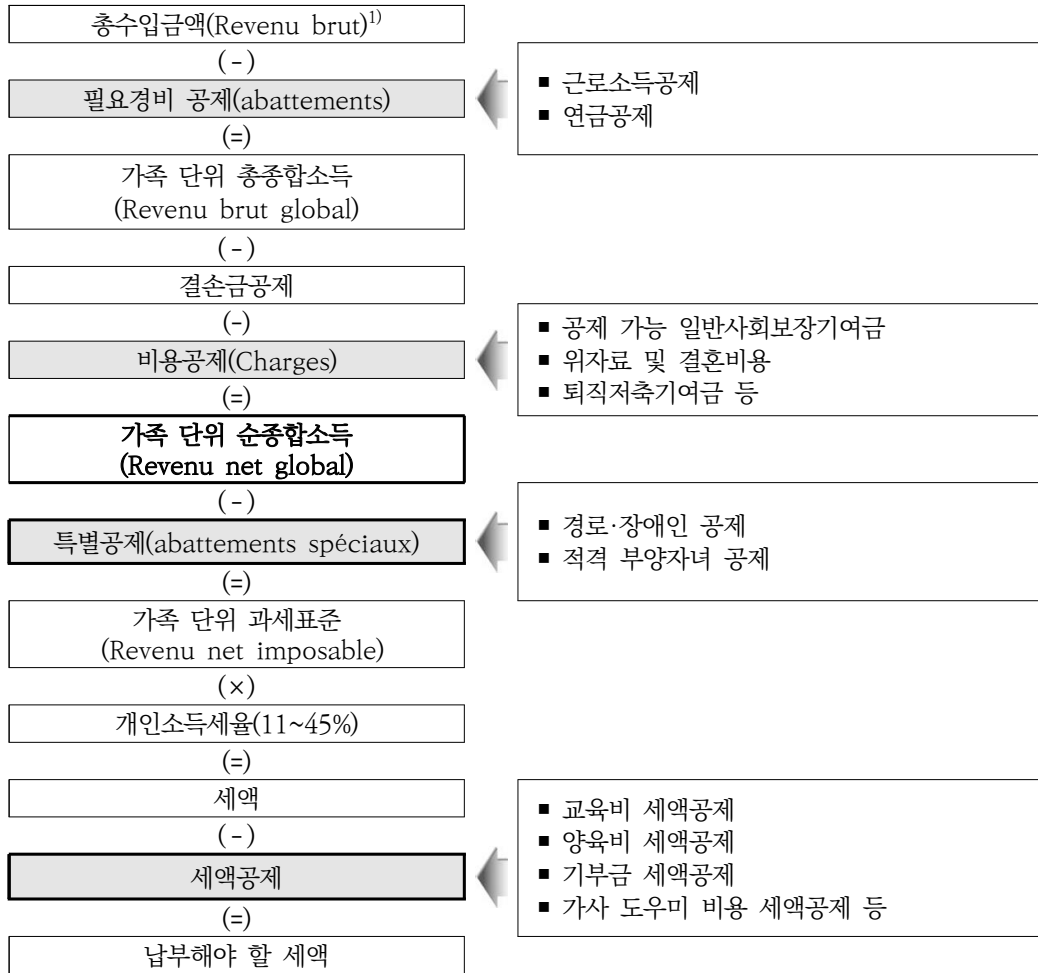 총수입금액(Revenu brut)1)
(-)
필요경비 공제(abattements)
▪ 근로소득공제
▪ 연금공제
(=)
가족 단위 총종합소득
(Revenu brut global)
(-)
결손금공제
(-)
비용공제(Charges)
▪ 공제 가능 일반사회보장기여금
▪ 위자료 및 결혼비용
▪ 퇴직저축기여금 등
(=)
가족 단위 순종합소득
(Revenu net global)
(-)
특별공제(abattements spéciaux)
▪ 경로·장애인 공제
▪ 적격 부양자녀 공제
(=)
가족 단위 과세표준
(Revenu net imposable)
(×)
개인소득세율(11~45%)
(=)
세액
(-)
세액공제
▪ 교육비 세액공제
▪ 양육비 세액공제
▪ 기부금 세액공제
▪ 가사 도우미 비용 세액공제 등
(=)
납부해야 할 세액